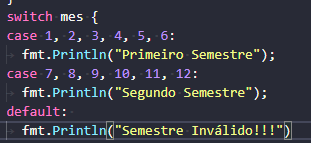 }
switch mes {
case 1, 2, 3, 4, 5, 6:
fmt.Println("Primeiro Semestre");
case 7, 8, 9, 10, 11, 12:
fmt.Println("Segundo Semestre");
default:
fmt.Println("Semestre Inválido!!!")